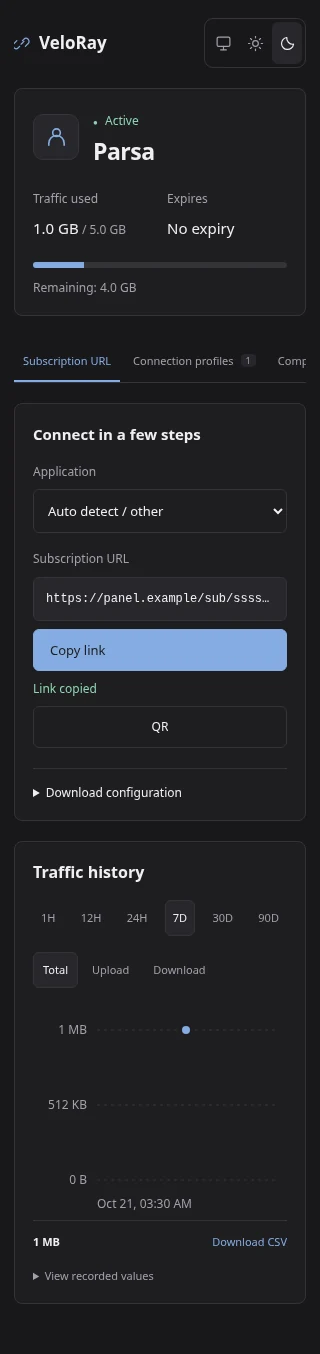 VeloRay
Active
Parsa
Traffic used Expires
1.0 GB / 5.0 GB No expiry
Remaining: 4.0 GB
Subscription URL Connection profiles 1 Comp
Connect in a few steps
Application
Auto detect / other
Subscription URL
https://panel.example/sub/ssss…
Copy link
Link copied
QR
Download configuration
Traffic history
1H 12H 24H 7D 30D 90D
Total Upload Download
1 MB
512 KB
0 B
Oct 21, 03:30 AM
1 MB Download CSV
View recorded values